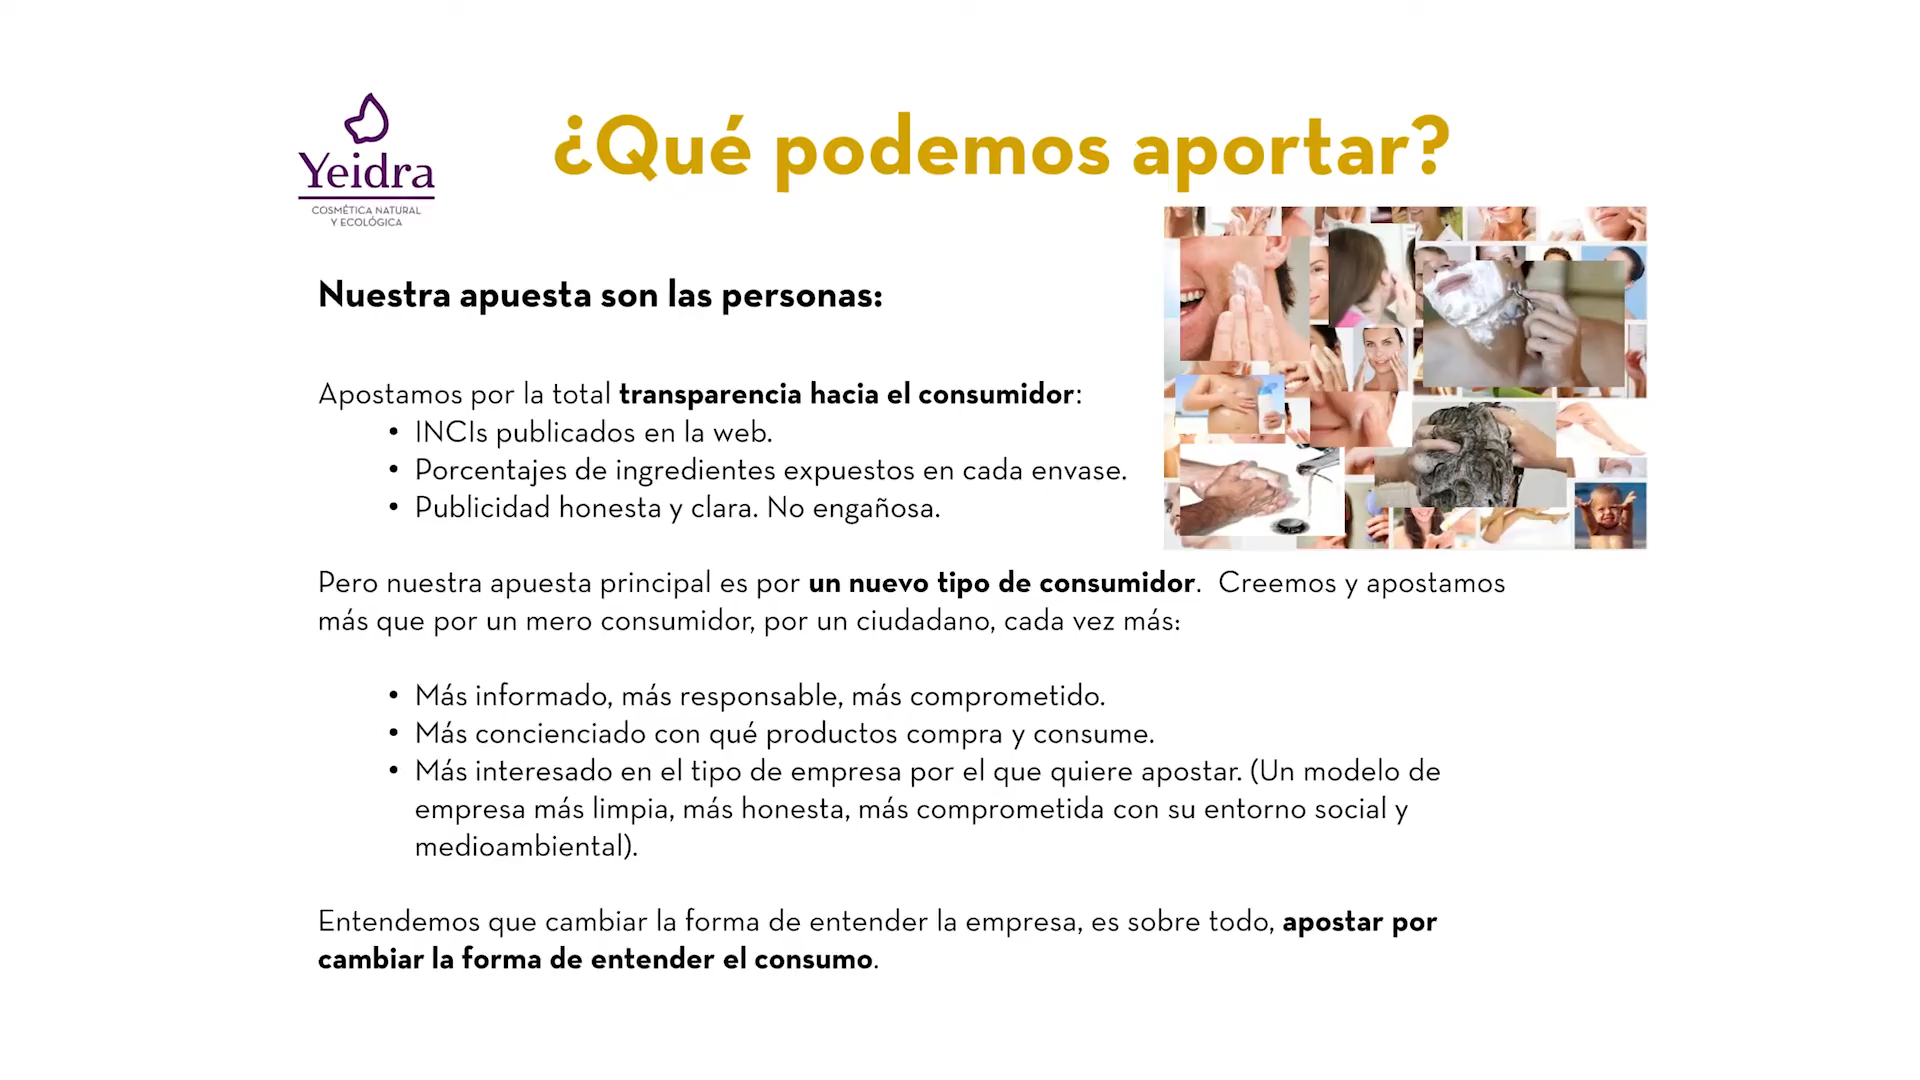 Yeidra
COSMÉTICA NATURAL
Y ECOLÓGICA
¿Qué podemos aportar?
Nuestra apuesta son las personas:
Apostamos por la total transparencia hacia el consumidor:
• INCIs publicados en la web.
• Porcentajes de ingredientes expuestos en cada envase.
• Publicidad honesta y clara. No engañosa.
Pero nuestra apuesta principal es por un nuevo tipo de consumidor. Creemos y apostamos
más que por un mero consumidor, por un ciudadano, cada vez más:
• Más informado, más responsable, más comprometido.
• Más concienciado con qué productos compra y consume.
• Más interesado en el tipo de empresa por el que quiere apostar. (Un modelo de
empresa más limpia, más honesta, más comprometida con su entorno social y
medioambiental).
Entendemos que cambiar la forma de entender la empresa, es sobre todo, apostar por
cambiar la forma de entender el consumo.